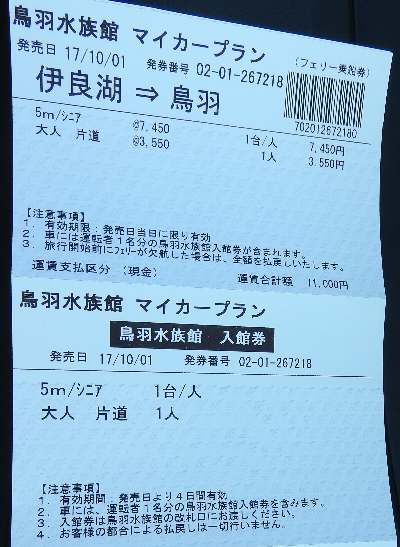 鳥羽水族館 マイカープラン
(フェリー乗船券)
発売日 17/10/01 発券番号 02-01-267218
伊良湖 ⇒ 鳥羽
702012672180
5m/シニア @7,450 1台/人 7,450円
大人 片道 @3,550 1人 3,550円
【注意事項】
1. 有効期限:発売日当日に限り有効
2. 車には運転者1名分の鳥羽水族館入館券が含まれます。
3. 旅行開始前にフェリーが欠航した場合は、全額を払戻しいたします。
運賃支払区分 (現金) 運賃合計額 11,000円
鳥羽水族館 マイカープラン
鳥羽水族館 入館券
発売日 17/10/01 発券番号 02-01-267218
5m/シニア 1台/人
大人 片道 1人
【注意事項】
1. 有効期間:発売日より4日間有効
2. 車には、運転者1名分の鳥羽水族館入館券を含みます。
3. 入館券は鳥羽水族館の改札口にお渡しください。
4. お客様の都合による払戻しは一切行いません。